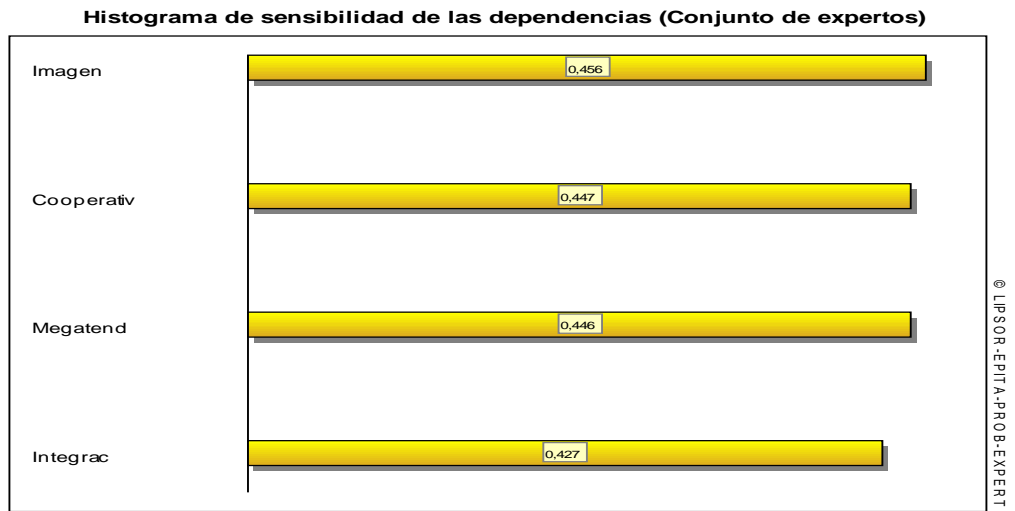 Histograma de sensibilidad de las dependencias (Conjunto de expertos)
Imagen
0,456
Cooperativ
0,447
Megatend
0,446
Integrac
0,427
© LIPSOR-EPITA-PROB-EXPERT